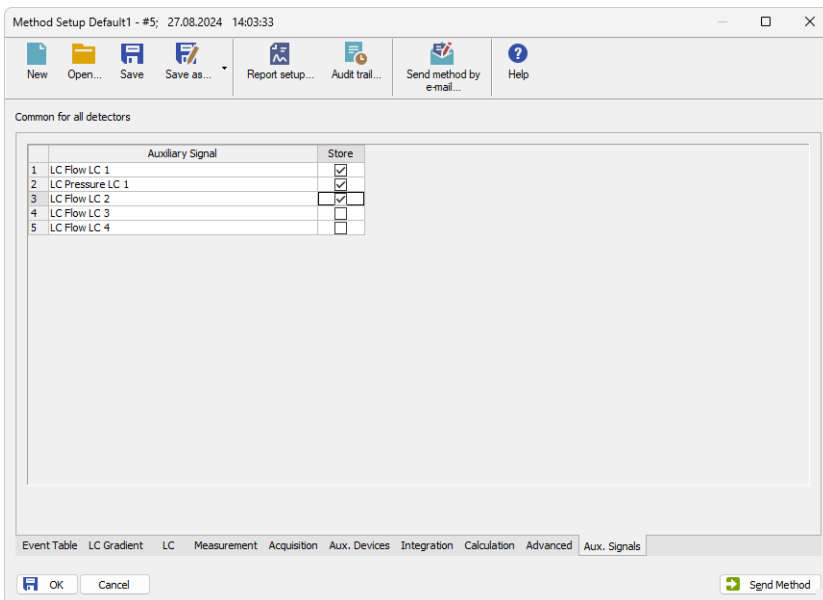 Method Setup Default1 - #5; 27.08.2024 14:03:33
New Open... Save Save as... Report setup... Audit trail... Send method by e-mail... Help
Common for all detectors
Auxiliary Signal Store
1 LC Flow LC 1
2 LC Pressure LC 1
3 LC Flow LC 2
4 LC Flow LC 3
5 LC Flow LC 4
Event Table LC Gradient LC Measurement Acquisition Aux. Devices Integration Calculation Advanced Aux. Signals
OK Cancel Send Method